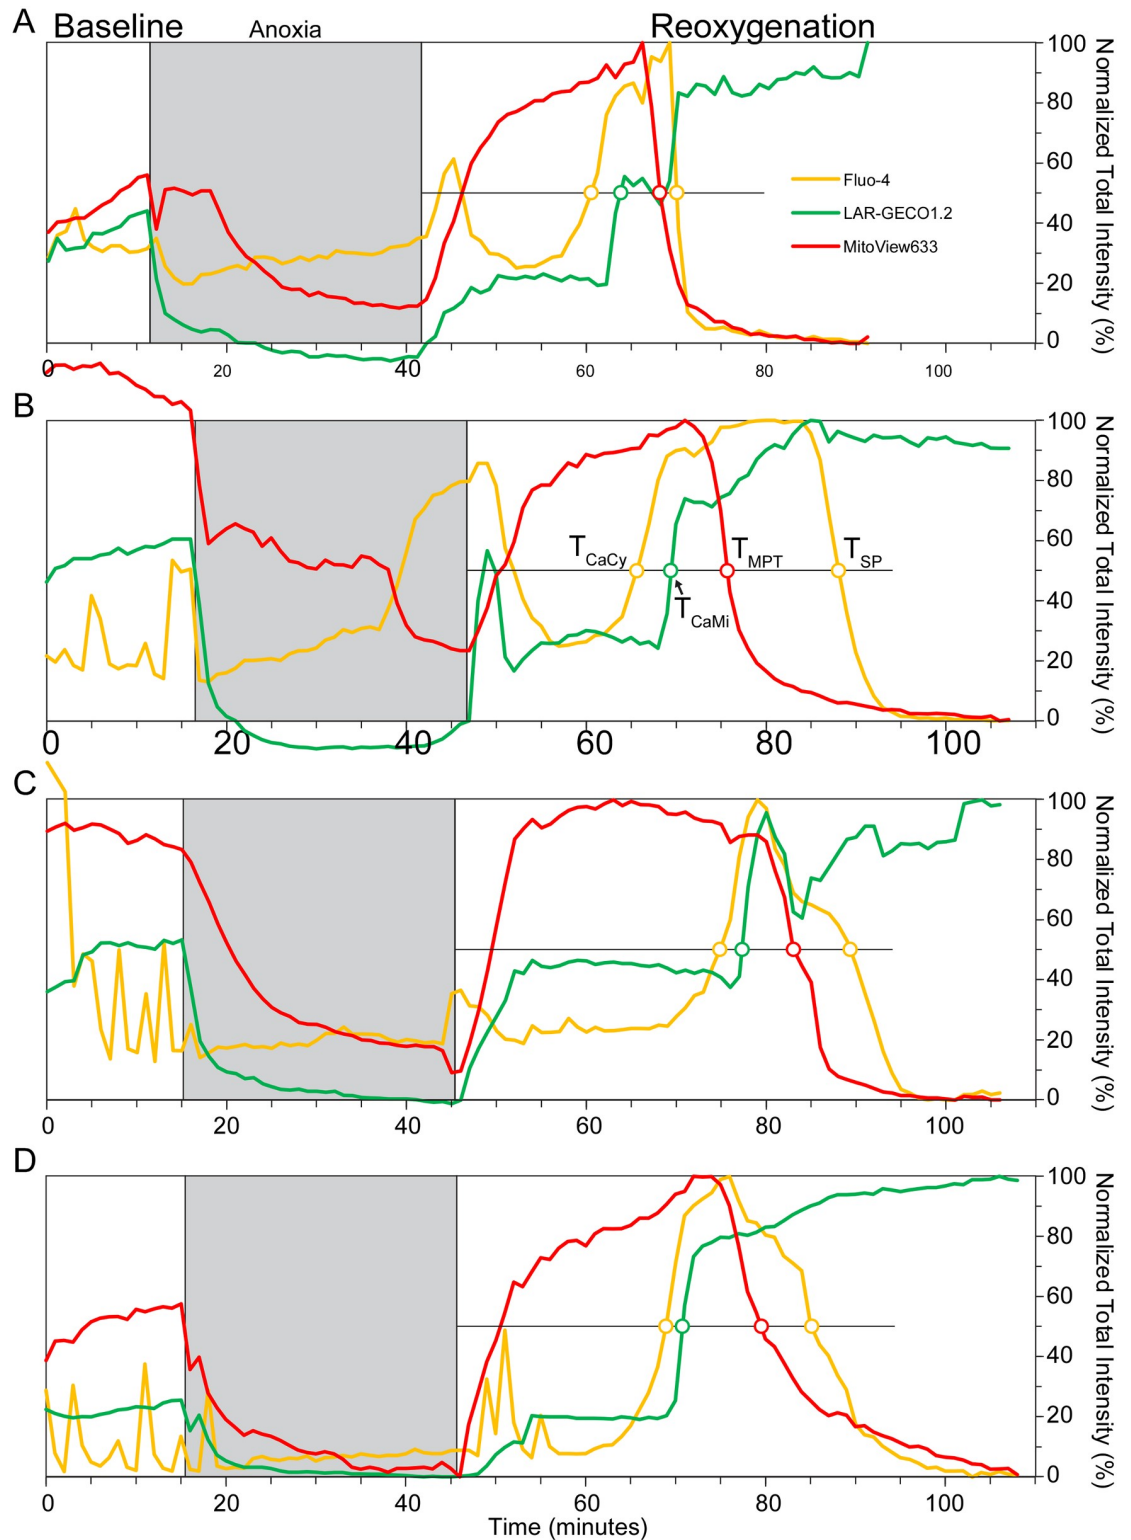 A
Baseline
Anoxia
Reoxygenation
100
80
60
40
20
0
Normalized Total Intensity (%)
Fluo-4
LAR-GECO1.2
MitoView633
0 20 40 60 80 100
B
100
80
60
40
20
0
Normalized Total Intensity (%)
TCaCy
TCaMi
TMPT
TSP
0 20 40 60 80 100
C
100
80
60
40
20
0
Normalized Total Intensity (%)
0 20 40 60 80 100
D
100
80
60
40
20
0
Normalized Total Intensity (%)
0 20 40 60 80 100
Time (minutes)